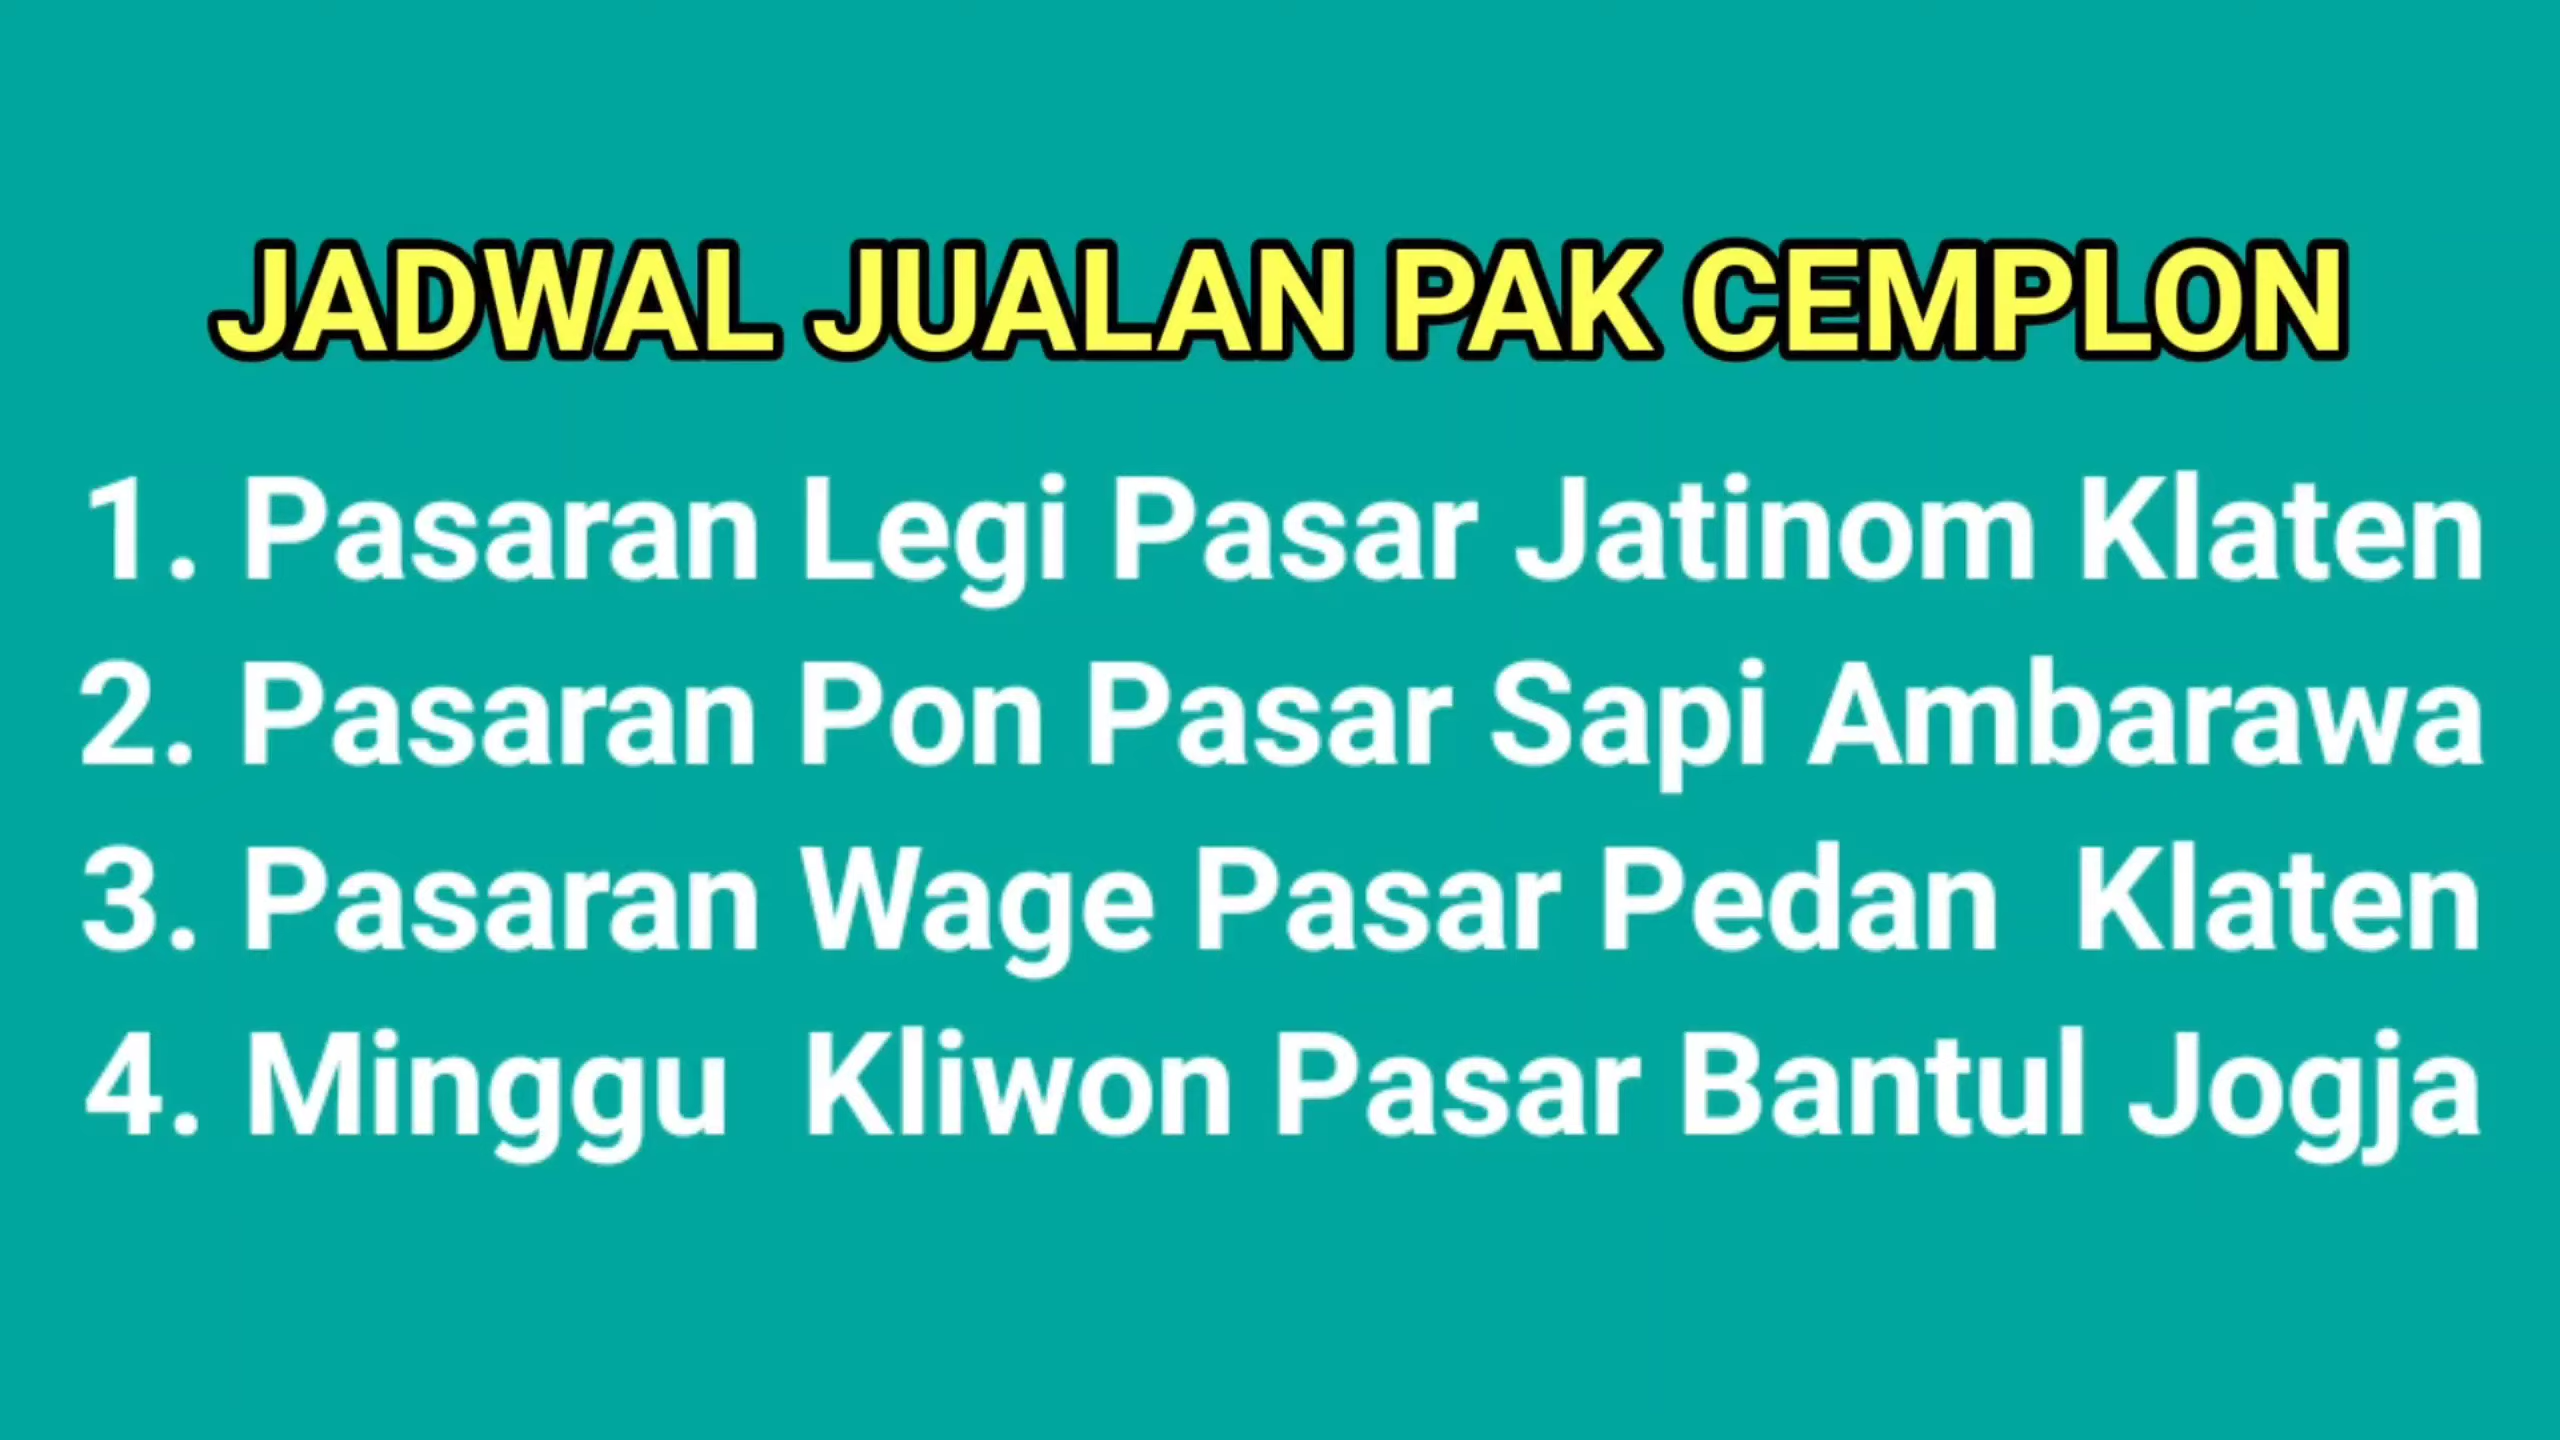 JADWAL JUALAN PAK CEMPLON
1. Pasaran Legi Pasar Jatinom Klaten
2. Pasaran Pon Pasar Sapi Ambarawa
3. Pasaran Wage Pasar Pedan  Klaten
4. Minggu  Kliwon Pasar Bantul Jogja